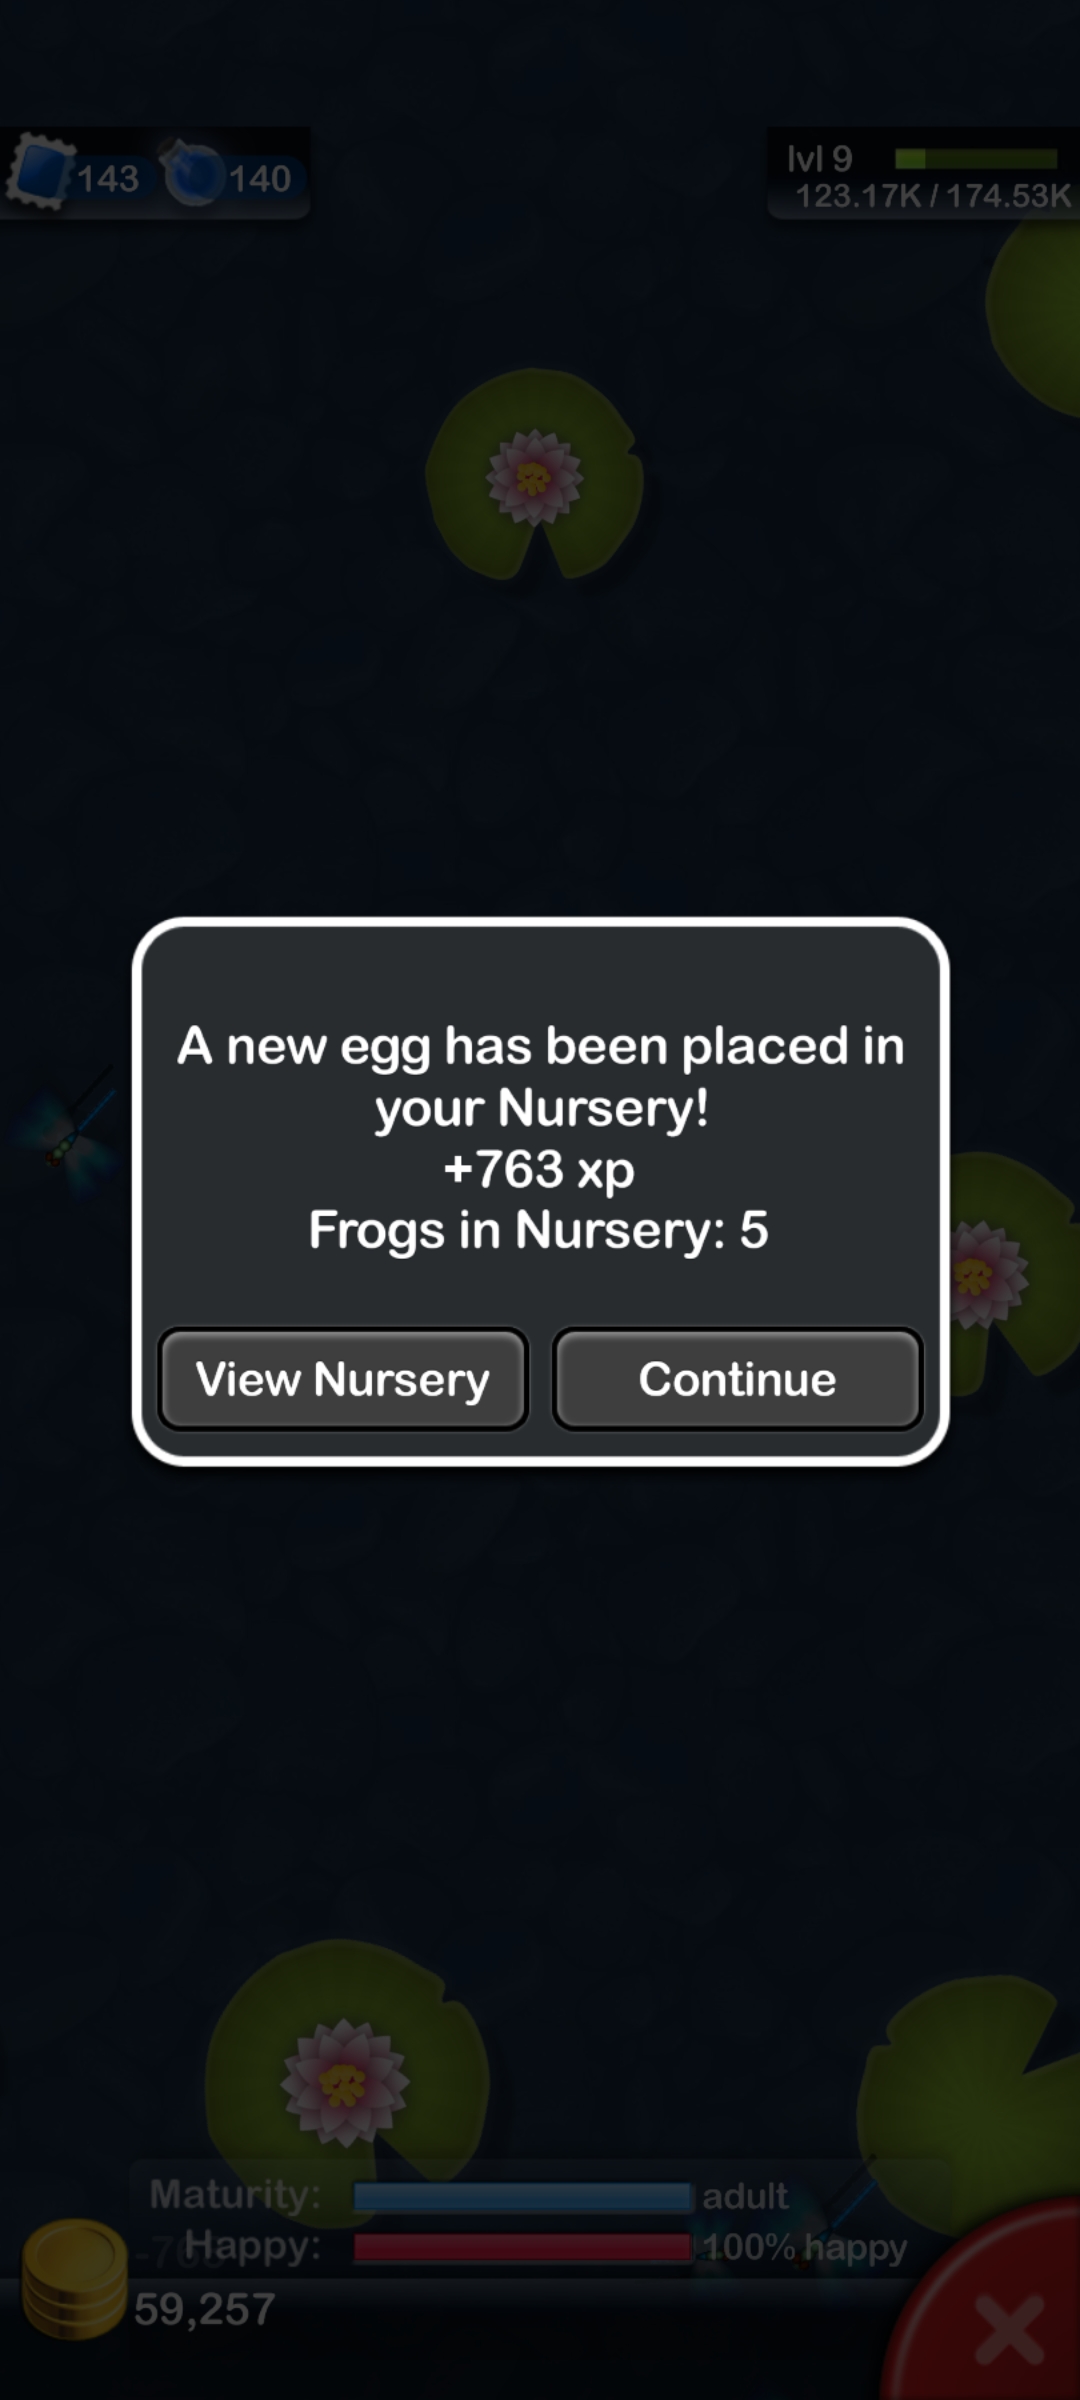 143 140
lvl 9
123.17K / 174.53K
A new egg has been placed in
your Nursery!
+763 xp
Frogs in Nursery: 5
View Nursery Continue
Maturity: adult
Happy: 100% happy
59,257